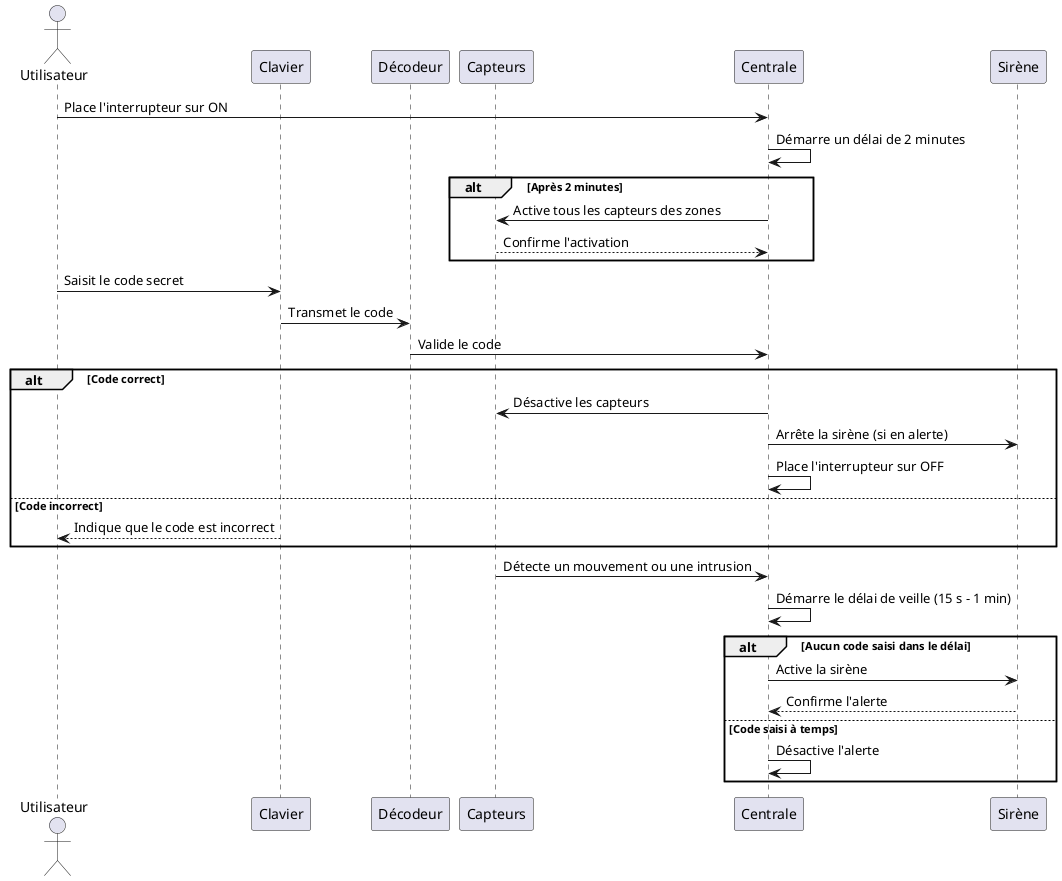 Utilisateur
Clavier
Décodeur
Capteurs
Centrale
Sirène
Place l'interrupteur sur ON
Démarre un délai de 2 minutes
alt
[Après 2 minutes]
Active tous les capteurs des zones
Confirme l'activation
Saisit le code secret
Transmet le code
Valide le code
alt
[Code correct]
Désactive les capteurs
Arrête la sirène (si en alerte)
Place l'interrupteur sur OFF
[Code incorrect]
Indique que le code est incorrect
Détecte un mouvement ou une intrusion
Démarre le délai de veille (15 s - 1 min)
alt
[Aucun code saisi dans le délai]
Active la sirène
Confirme l'alerte
[Code saisi à temps]
Désactive l'alerte
Utilisateur
Clavier
Décodeur
Capteurs
Centrale
Sirène